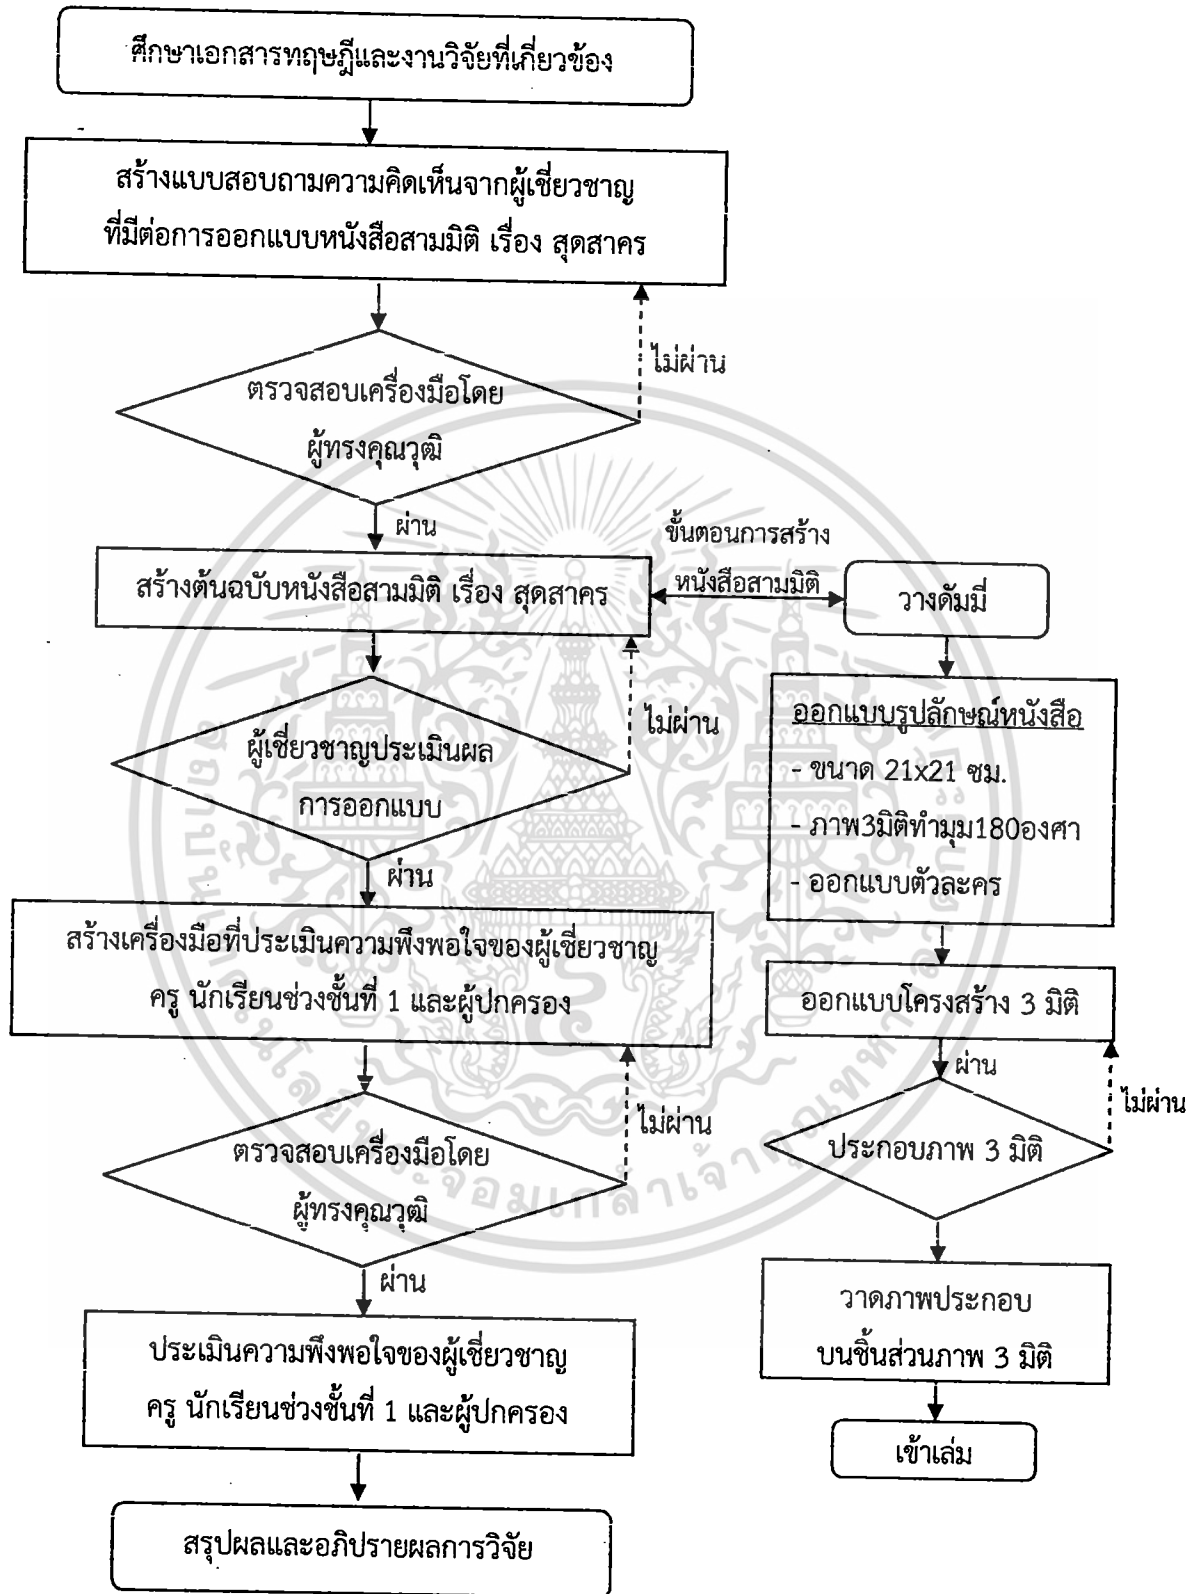 ศึกษาเอกสารทฤษฎีและงานวิจัยที่เกี่ยวข้อง
สร้างแบบสอบถามความคิดเห็นจากผู้เชี่ยวชาญ
ที่มีต่อการออกแบบหนังสือสามมิติ เรื่อง สุดสาคร
ไม่ผ่าน
ตรวจสอบเครื่องมือโดย
ผู้ทรงคุณวุฒิ
ผ่าน
สร้างต้นฉบับหนังสือสามมิติ เรื่อง สุดสาคร
ไม่ผ่าน
ผู้เชี่ยวชาญประเมินผล
การออกแบบ
ผ่าน
สร้างเครื่องมือที่ประเมินความพึงพอใจของผู้เชี่ยวชาญ
ครู นักเรียนช่วงชั้นที่ 1 และผู้ปกครอง
ไม่ผ่าน
ตรวจสอบเครื่องมือโดย
ผู้ทรงคุณวุฒิ
ผ่าน
ประเมินความพึงพอใจของผู้เชี่ยวชาญ
ครู นักเรียนช่วงชั้นที่ 1 และผู้ปกครอง
สรุปผลและอภิปรายผลการวิจัย
ขั้นตอนการสร้าง
หนังสือสามมิติ
วางดัมมี่
ออกแบบรูปลักษณ์หนังสือ
- ขนาด 21x21 ซม.
- ภาพ3มิติทำมุม180องศา
- ออกแบบตัวละคร
ออกแบบโครงสร้าง 3 มิติ
ผ่าน
ไม่ผ่าน
ประกอบภาพ 3 มิติ
วาดภาพประกอบ
บนชิ้นส่วนภาพ 3 มิติ
เข้าเล่ม